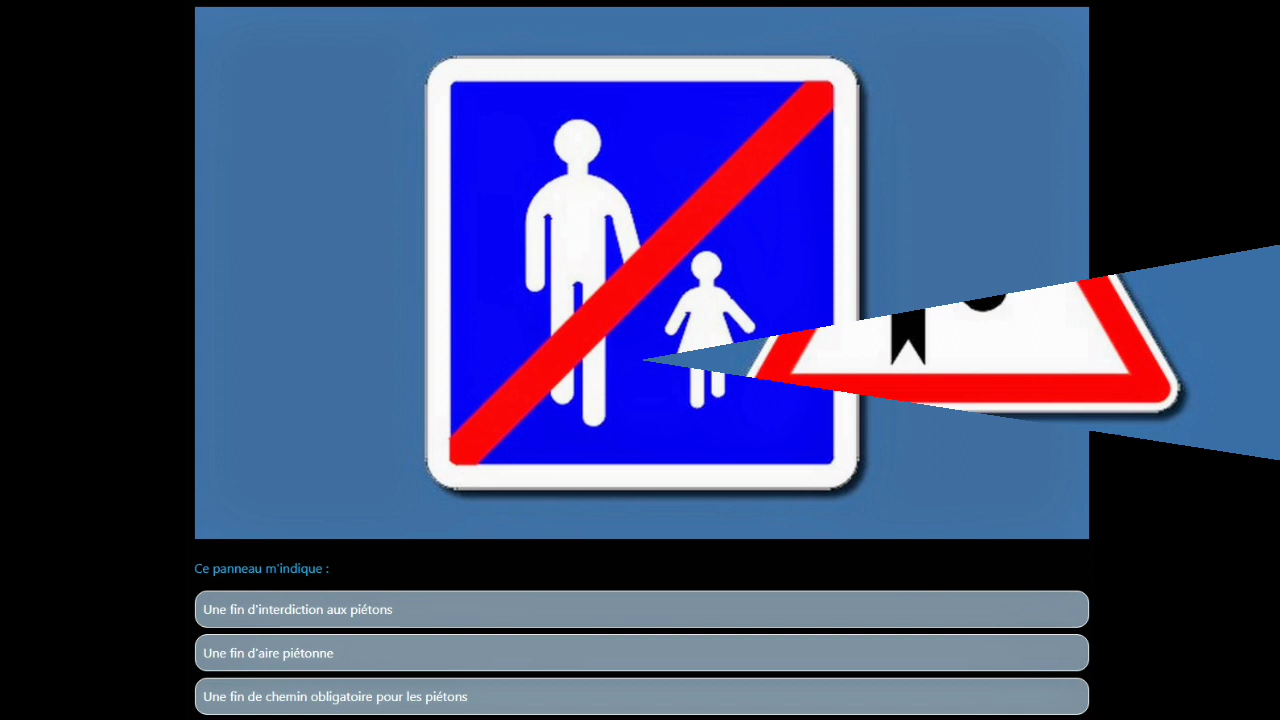 Ce panneau m'indique :
Une fin d'interdiction aux piétons
Une fin d'aire piétonne
Une fin de chemin obligatoire pour les piétons